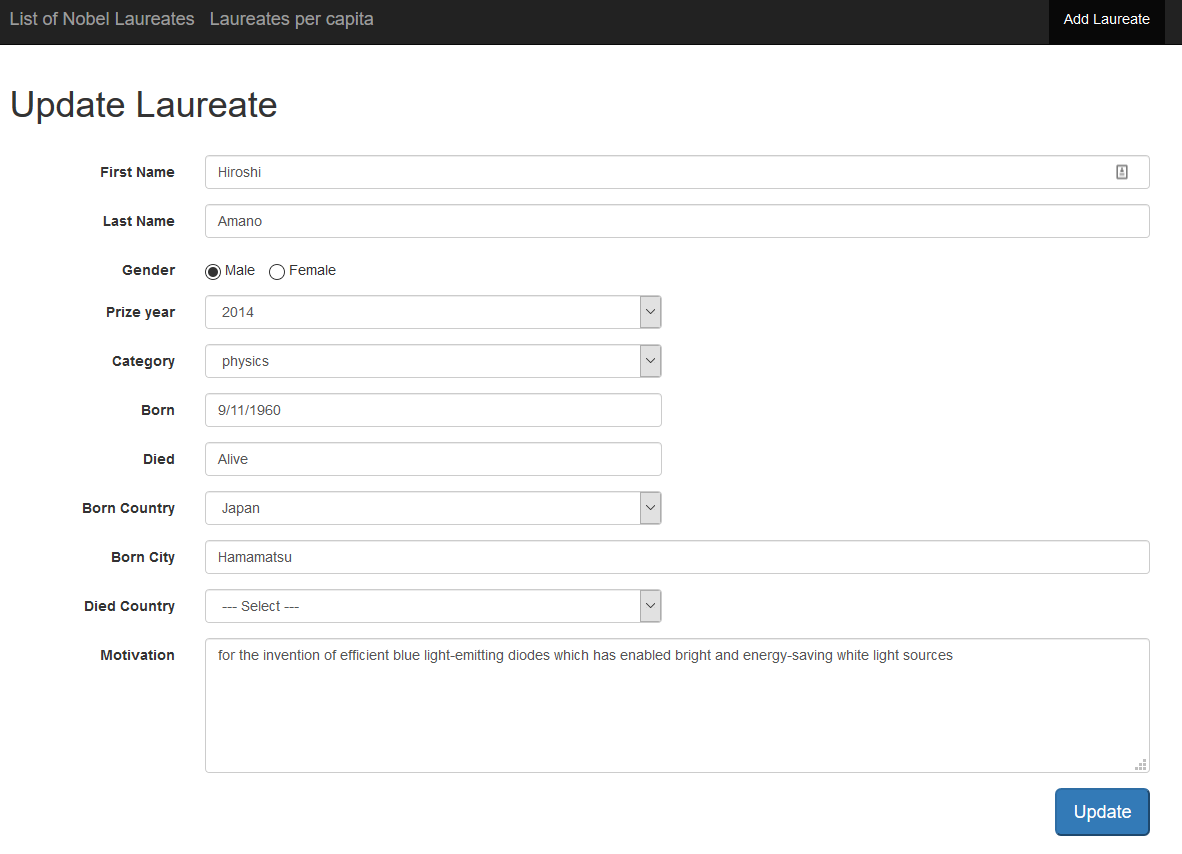 List of Nobel Laureates Laureates per capita Add Laureate
Update Laureate
First Name Hiroshi
Last Name Amano
Gender Male Female
Prize year 2014
Category physics
Born 9/11/1960
Died Alive
Born Country Japan
Born City Hamamatsu
Died Country --- Select ---
Motivation for the invention of efficient blue light-emitting diodes which has enabled bright and energy-saving white light sources
Update